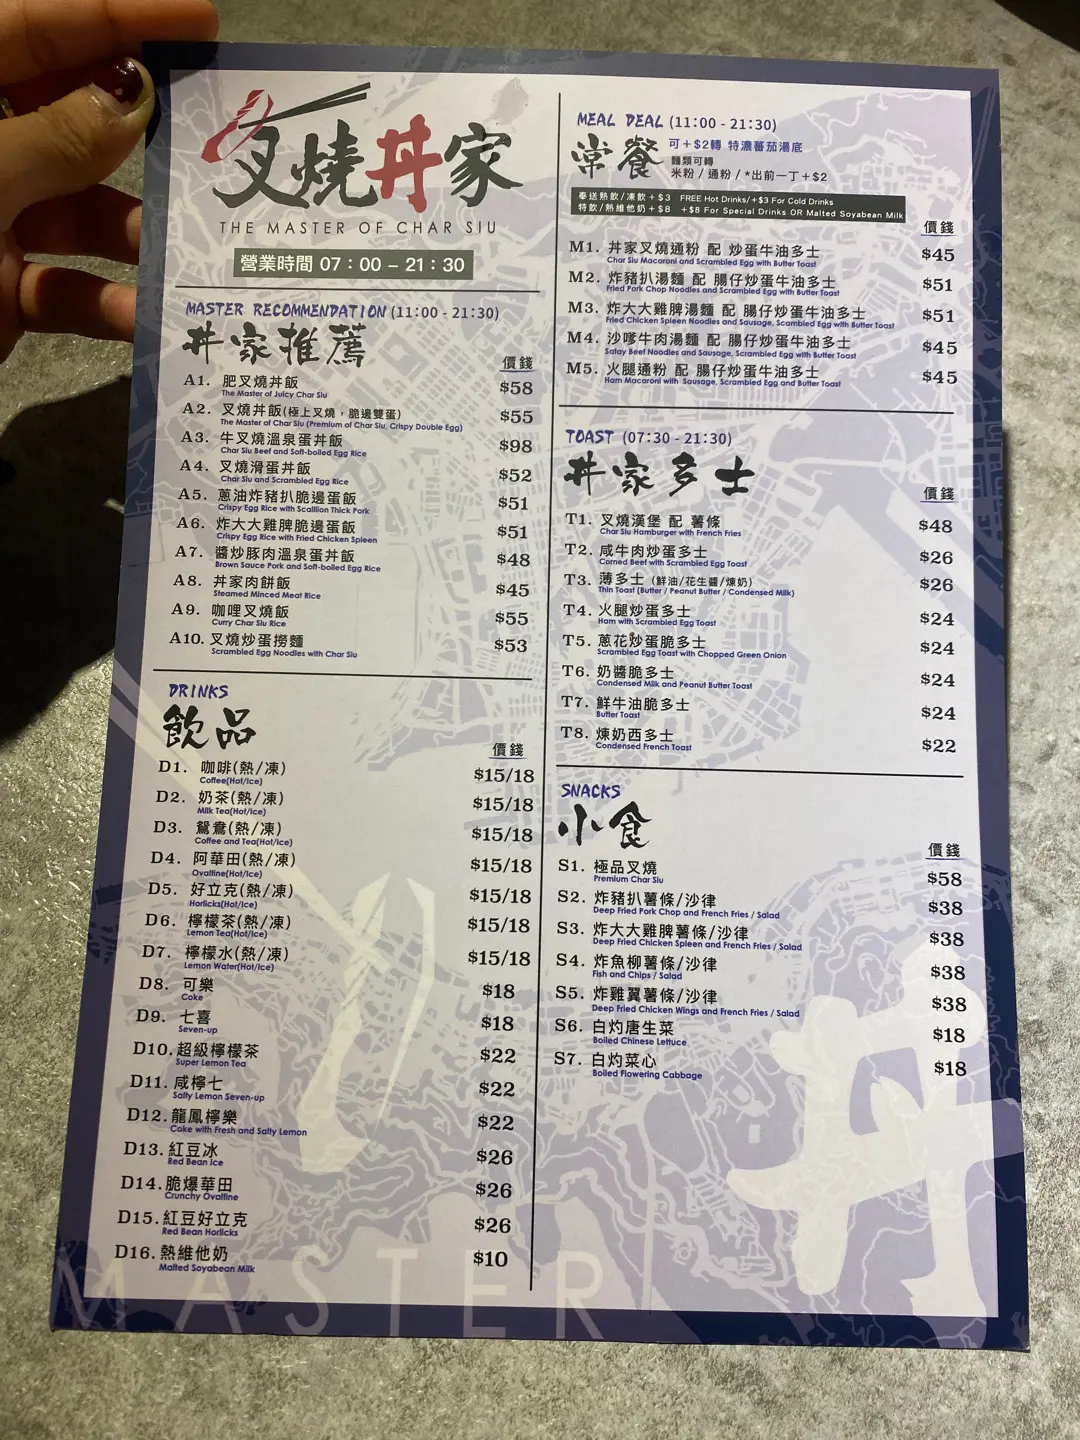 叉燒丼家
THE MASTER OF CHAR SIU
營業時間 07：00 – 21：30
MASTER RECOMMENDATION (11:00 - 21:30)
丼家推薦
價錢
A1. 肥叉燒丼飯 $58
The Master of Juicy Char Siu
A2. 叉燒丼飯(極上叉燒，脆邊雙蛋) $55
The Master of Char Siu (Premium of Char Siu, Crispy Double Egg)
A3. 牛叉燒溫泉蛋丼飯 $98
Char Siu Beef and Soft-boiled Egg Rice
A4. 叉燒滑蛋丼飯 $52
Char Siu and Scrambled Egg Rice
A5. 蔥油炸豬扒脆邊蛋飯 $51
Crispy Egg Rice with Scallion Thick Pork
A6. 炸大大雞脾脆邊蛋飯 $51
Crispy Egg Rice with Fried Chicken Spleen
A7. 醬炒豚肉溫泉蛋丼飯 $48
Brown Sauce Pork and Soft-boiled Egg Rice
A8. 丼家肉餅飯 $45
Steamed Minced Meat Rice
A9. 咖哩叉燒飯 $55
Curry Char Siu Rice
A10. 叉燒炒蛋撈麵 $53
Scrambled Egg Noodles with Char Siu
DRINKS
飲品
價錢
D1. 咖啡(熱/凍) $15/18
Coffee(Hot/Ice)
D2. 奶茶(熱/凍) $15/18
Milk Tea(Hot/Ice)
D3. 鴛鴦(熱/凍) $15/18
Coffee and Tea(Hot/Ice)
D4. 阿華田(熱/凍) $15/18
Ovaltine(Hot/Ice)
D5. 好立克(熱/凍) $15/18
Horlicks(Hot/Ice)
D6. 檸檬茶(熱/凍) $15/18
Lemon Tea(Hot/Ice)
D7. 檸檬水(熱/凍) $15/18
Lemon Water(Hot/Ice)
D8. 可樂 $18
Coke
D9. 七喜 $18
Seven-up
D10. 超級檸檬茶 $22
Super Lemon Tea
D11. 咸檸七 $22
Salty Lemon Seven-up
D12. 龍鳳檸樂 $22
Coke with Fresh and Salty Lemon
D13. 紅豆冰 $26
Red Bean Ice
D14. 脆爆華田 $26
Crunchy Ovaltine
D15. 紅豆好立克 $26
Red Bean Horlicks
D16. 熱維他奶 $10
Malted Soyabean Milk
MEAL DEAL (11:00 - 21:30)
常餐
可＋$2轉 特濃蕃茄湯底
麵類可轉
米粉 / 通粉 / *出前一丁＋$2
奉送熱飲/凍飲＋$3 FREE Hot Drinks/+$3 For Cold Drinks
特飲/熱維他奶＋$8 +$8 For Special Drinks OR Malted Soyabean Milk
價錢
M1. 丼家叉燒通粉 配 炒蛋牛油多士 $45
Char Siu Macaroni and Scrambled Egg with Butter Toast
M2. 炸豬扒湯麵 配 腸仔炒蛋牛油多士 $51
Fried Pork Chop Noodles and Scrambled Egg with Butter Toast
M3. 炸大大雞脾湯麵 配 腸仔炒蛋牛油多士 $51
Fried Chicken Spleen Noodles and Sausage, Scambled Egg with Butter Toast
M4. 沙嗲牛肉湯麵 配 腸仔炒蛋牛油多士 $45
Satay Beef Noodles and Sausage, Scrambled Egg with Butter Toast
M5. 火腿通粉 配 腸仔炒蛋牛油多士 $45
Ham Macaroni with Sausage, Scrambled Egg and Butter Toast
TOAST (07:30 - 21:30)
丼家多士
價錢
T1. 叉燒漢堡 配 薯條 $48
Char Siu Hamburger with French Fries
T2. 咸牛肉炒蛋多士 $26
Corned Beef with Scrambled Egg Toast
T3. 薄多士 (鮮油/花生醬/煉奶) $26
Thin Toast (Butter / Peanut Butter / Condensed Milk)
T4. 火腿炒蛋多士 $24
Ham with Scrambled Egg Toast
T5. 蔥花炒蛋脆多士 $24
Scrambled Egg Toast with Chopped Green Onion
T6. 奶醬脆多士 $24
Condensed Milk and Peanut Butter Toast
T7. 鮮牛油脆多士 $24
Butter Toast
T8. 煉奶西多士 $22
Condensed French Toast
SNACKS
小食
價錢
S1. 極品叉燒 $58
Premium Char Siu
S2. 炸豬扒薯條/沙律 $38
Deep Fried Pork Chop and French Fries / Salad
S3. 炸大大雞脾薯條/沙律 $38
Deep Fried Chicken Spleen and French Fries / Salad
S4. 炸魚柳薯條/沙律 $38
Fish and Chips / Salad
S5. 炸雞翼薯條/沙律 $38
Deep Fried Chicken Wings and French Fries / Salad
S6. 白灼唐生菜 $18
Boiled Chinese Lettuce
S7. 白灼菜心 $18
Boiled Flowering Cabbage
丼
MASTER